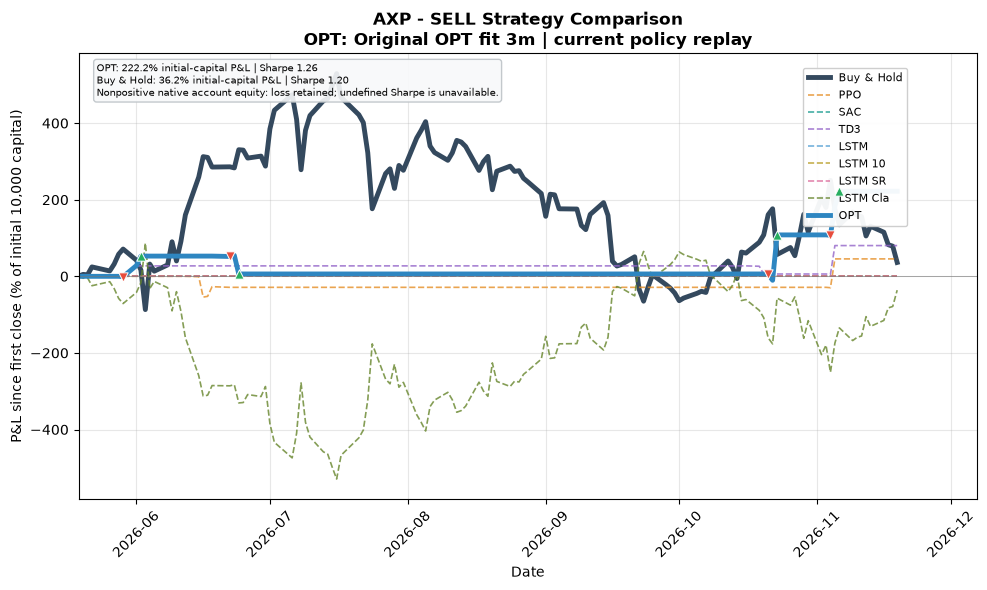 AXP - SELL Strategy Comparison
OPT: Original OPT fit 3m | current policy replay
OPT: 222.2% initial-capital P&L | Sharpe 1.26
Buy & Hold: 36.2% initial-capital P&L | Sharpe 1.20
Nonpositive native account equity: loss retained; undefined Sharpe is unavailable.
Buy & Hold
PPO
SAC
TD3
LSTM
LSTM 10
LSTM SR
LSTM Cla
OPT
P&L since first close (% of initial 10,000 capital)
400
200
0
−200
−400
2026-06
2026-07
2026-08
2026-09
2026-10
2026-11
2026-12
Date